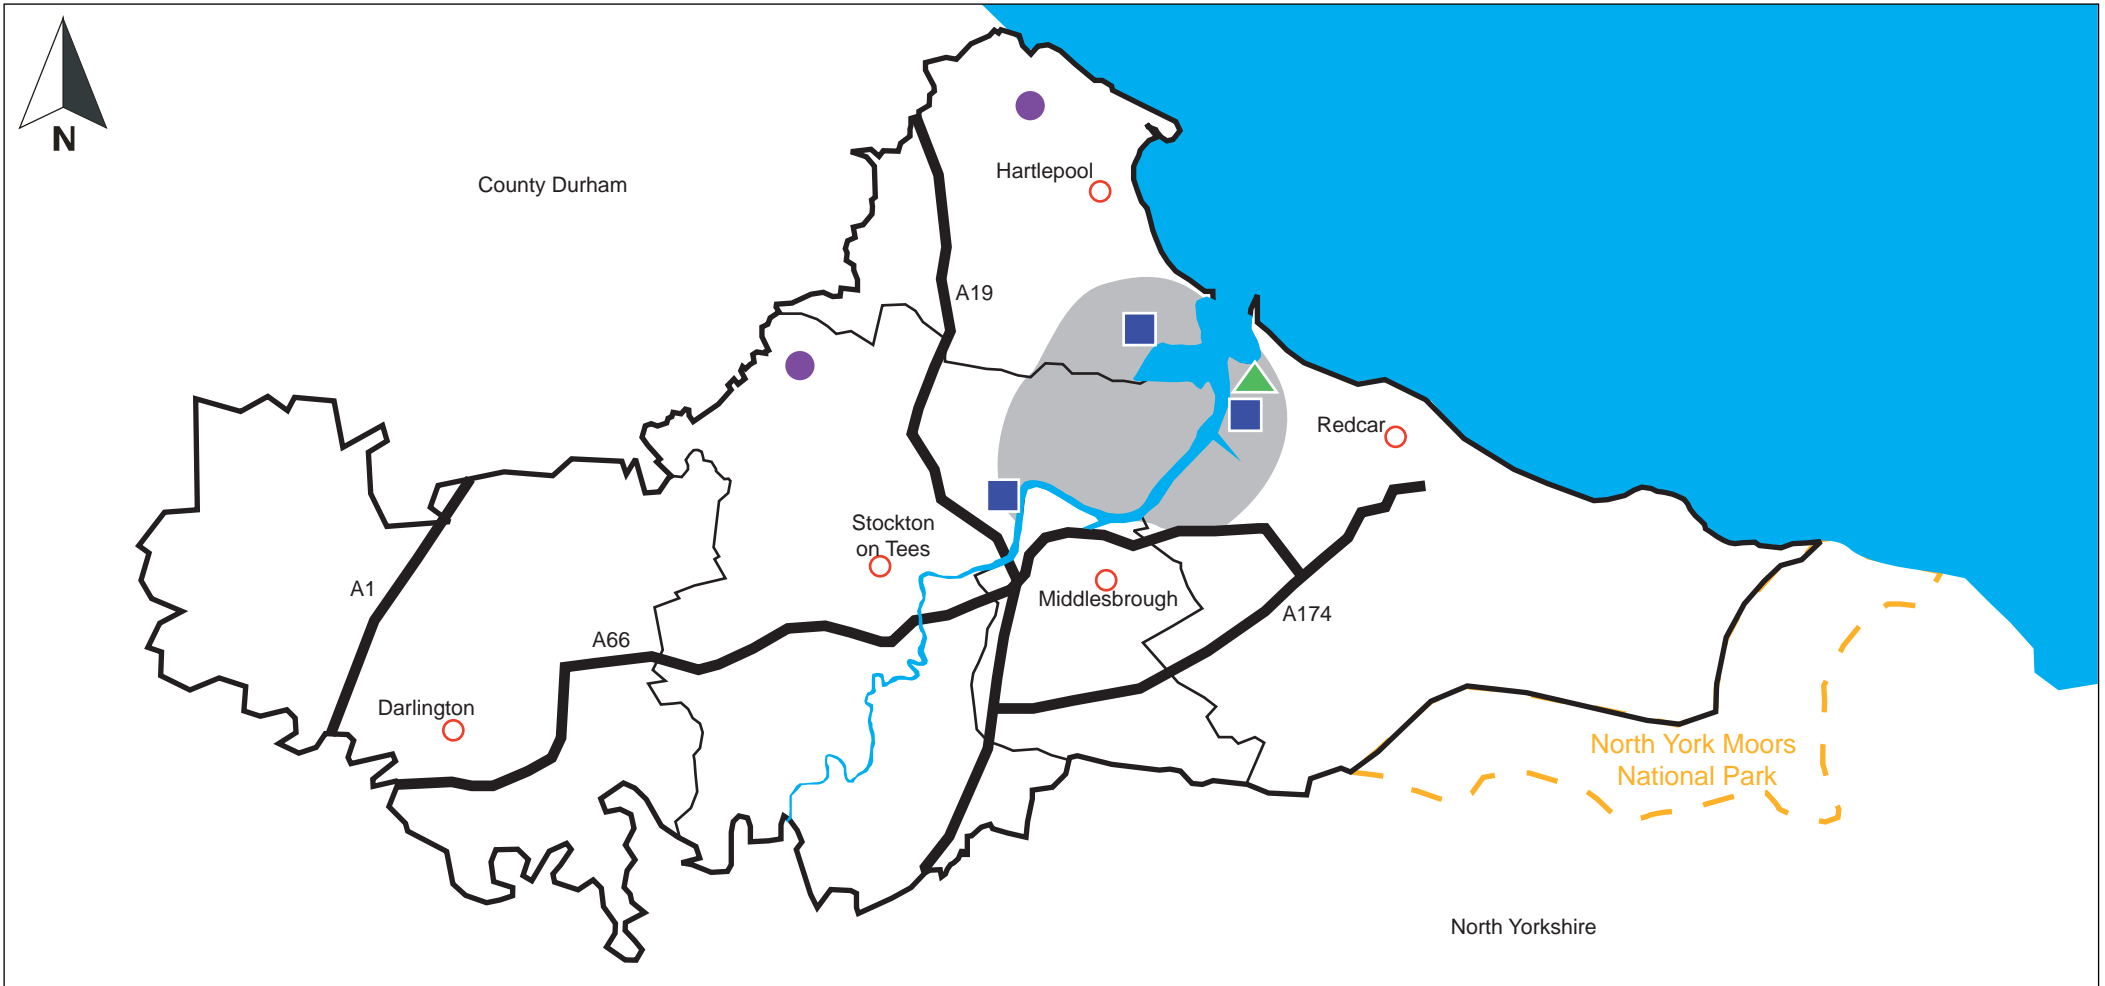 N
County Durham
Hartlepool
A19
Redcar
Stockton
on Tees
A1
Middlesbrough
A174
A66
Darlington
North York Moors
National Park
North Yorkshire